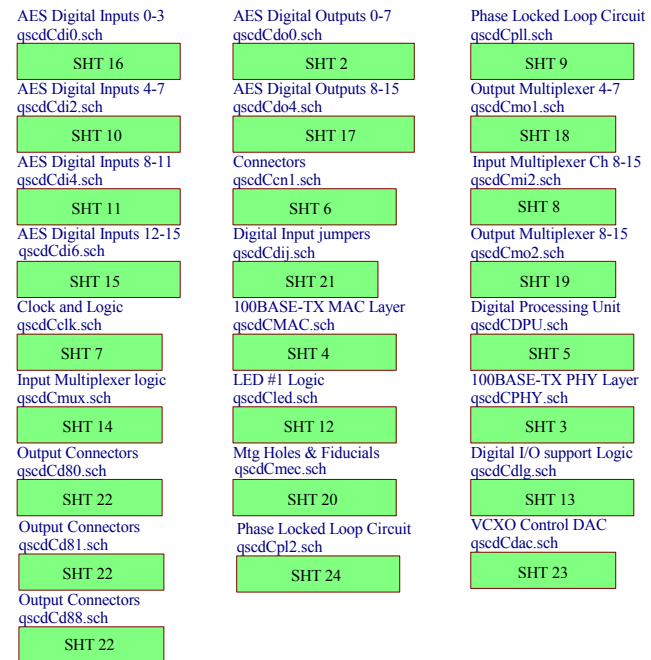 AES Digital Inputs 0-3
qscdCdi0.sch
SHT 16
AES Digital Inputs 4-7
qscdCdi2.sch
SHT 10
AES Digital Inputs 8-11
qscdCdi4.sch
SHT 11
AES Digital Inputs 12-15
qscdCdi6.sch
SHT 15
Clock and Logic
qscdCclk.sch
SHT 7
Input Multiplexer logic
qscdCmux.sch
SHT 14
Output Connectors
qscdCd80.sch
SHT 22
Output Connectors
qscdCd81.sch
SHT 22
Output Connectors
qscdCd88.sch
SHT 22
AES Digital Outputs 0-7
qscdCdo0.sch
SHT 2
AES Digital Outputs 8-15
qscdCdo4.sch
SHT 17
Connectors
qscdCcn1.sch
SHT 6
Digital Input jumpers
qscdCdij.sch
SHT 21
100BASE-TX MAC Layer
qscdCMAC.sch
SHT 4
LED #1 Logic
qscdCled.sch
SHT 12
Mtg Holes & Fiducials
qscdCmec.sch
SHT 20
Phase Locked Loop Circuit
qscdCpl2.sch
SHT 24
Phase Locked Loop Circuit
qscdCpll.sch
SHT 9
Output Multiplexer 4-7
qscdCmo1.sch
SHT 18
Input Multiplexer Ch 8-15
qscdCmi2.sch
SHT 8
Output Multiplexer 8-15
qscdCmo2.sch
SHT 19
Digital Processing Unit
qscdCDPU.sch
SHT 5
100BASE-TX PHY Layer
qscdCPHY.sch
SHT 3
Digital I/O support Logic
qscdCdlg.sch
SHT 13
VCXO Control DAC
qscdCdac.sch
SHT 23